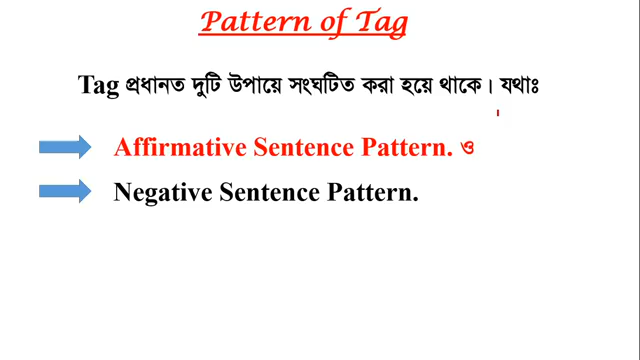 Pattern of Tag
Tag প্রধানত দুটি উপায়ে সংঘটিত করা হয়ে থাকে। যথাঃ
Affirmative Sentence Pattern. ও
Negative Sentence Pattern.